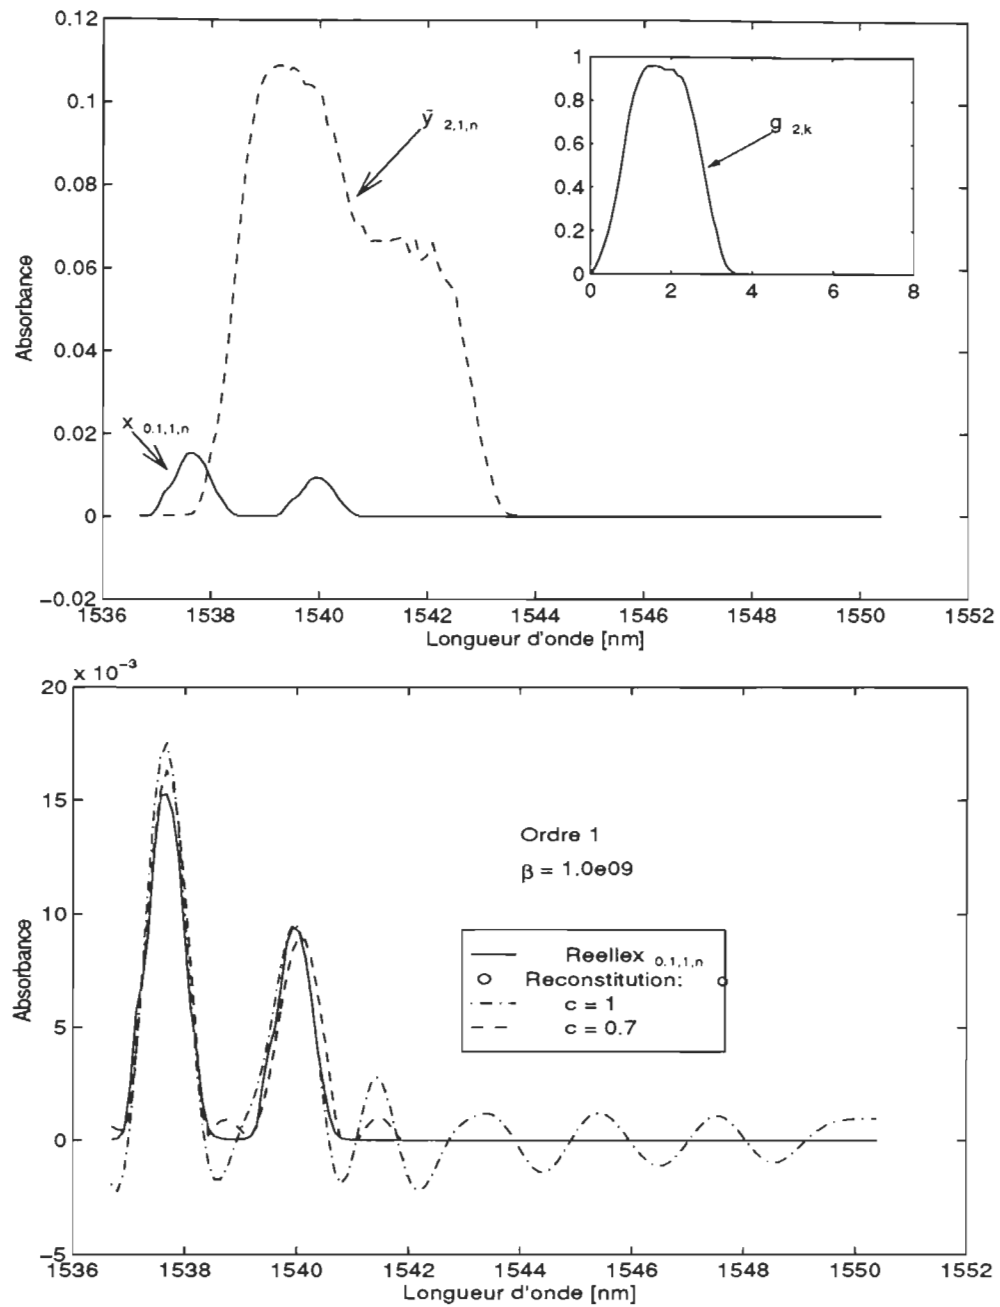 0.12
0.1
0.08
0.06
0.04
0.02
0
−0.02
Absorbance
1536 1538 1540 1542 1544 1546 1548 1550 1552
Longueur d'onde [nm]
ȳ 2,1,n
x 0.1,1,n
1
0.8
0.6
0.4
0.2
0
0 2 4 6 8
g 2,k
x 10⁻³
20
15
10
5
0
−5
Absorbance
1536 1538 1540 1542 1544 1546 1548 1550 1552
Longueur d'onde [nm]
Ordre 1
β = 1.0e09
Reellex 0.1,1,n
Reconstitution:
c = 1
c = 0.7